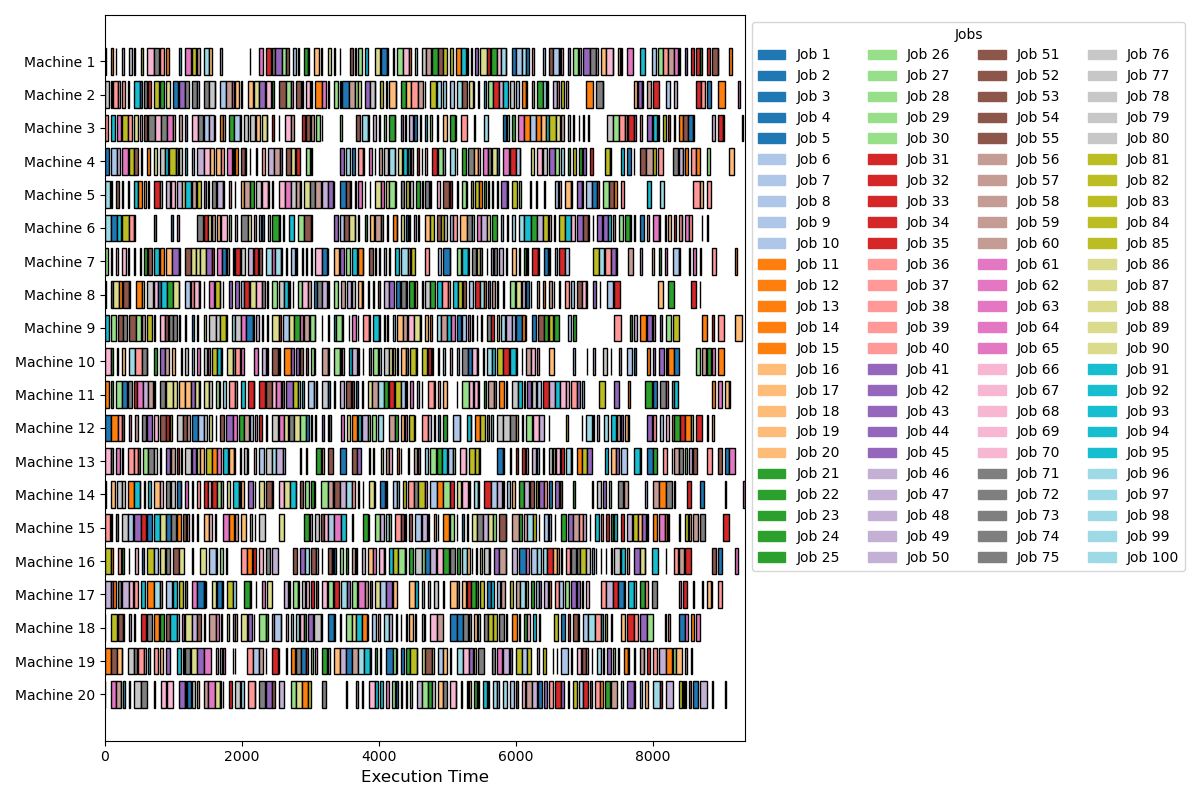 Machine 1
Machine 2
Machine 3
Machine 4
Machine 5
Machine 6
Machine 7
Machine 8
Machine 9
Machine 10
Machine 11
Machine 12
Machine 13
Machine 14
Machine 15
Machine 16
Machine 17
Machine 18
Machine 19
Machine 20
0 2000 4000 6000 8000
Execution Time
Jobs
Job 1 Job 26 Job 51 Job 76
Job 2 Job 27 Job 52 Job 77
Job 3 Job 28 Job 53 Job 78
Job 4 Job 29 Job 54 Job 79
Job 5 Job 30 Job 55 Job 80
Job 6 Job 31 Job 56 Job 81
Job 7 Job 32 Job 57 Job 82
Job 8 Job 33 Job 58 Job 83
Job 9 Job 34 Job 59 Job 84
Job 10 Job 35 Job 60 Job 85
Job 11 Job 36 Job 61 Job 86
Job 12 Job 37 Job 62 Job 87
Job 13 Job 38 Job 63 Job 88
Job 14 Job 39 Job 64 Job 89
Job 15 Job 40 Job 65 Job 90
Job 16 Job 41 Job 66 Job 91
Job 17 Job 42 Job 67 Job 92
Job 18 Job 43 Job 68 Job 93
Job 19 Job 44 Job 69 Job 94
Job 20 Job 45 Job 70 Job 95
Job 21 Job 46 Job 71 Job 96
Job 22 Job 47 Job 72 Job 97
Job 23 Job 48 Job 73 Job 98
Job 24 Job 49 Job 74 Job 99
Job 25 Job 50 Job 75 Job 100